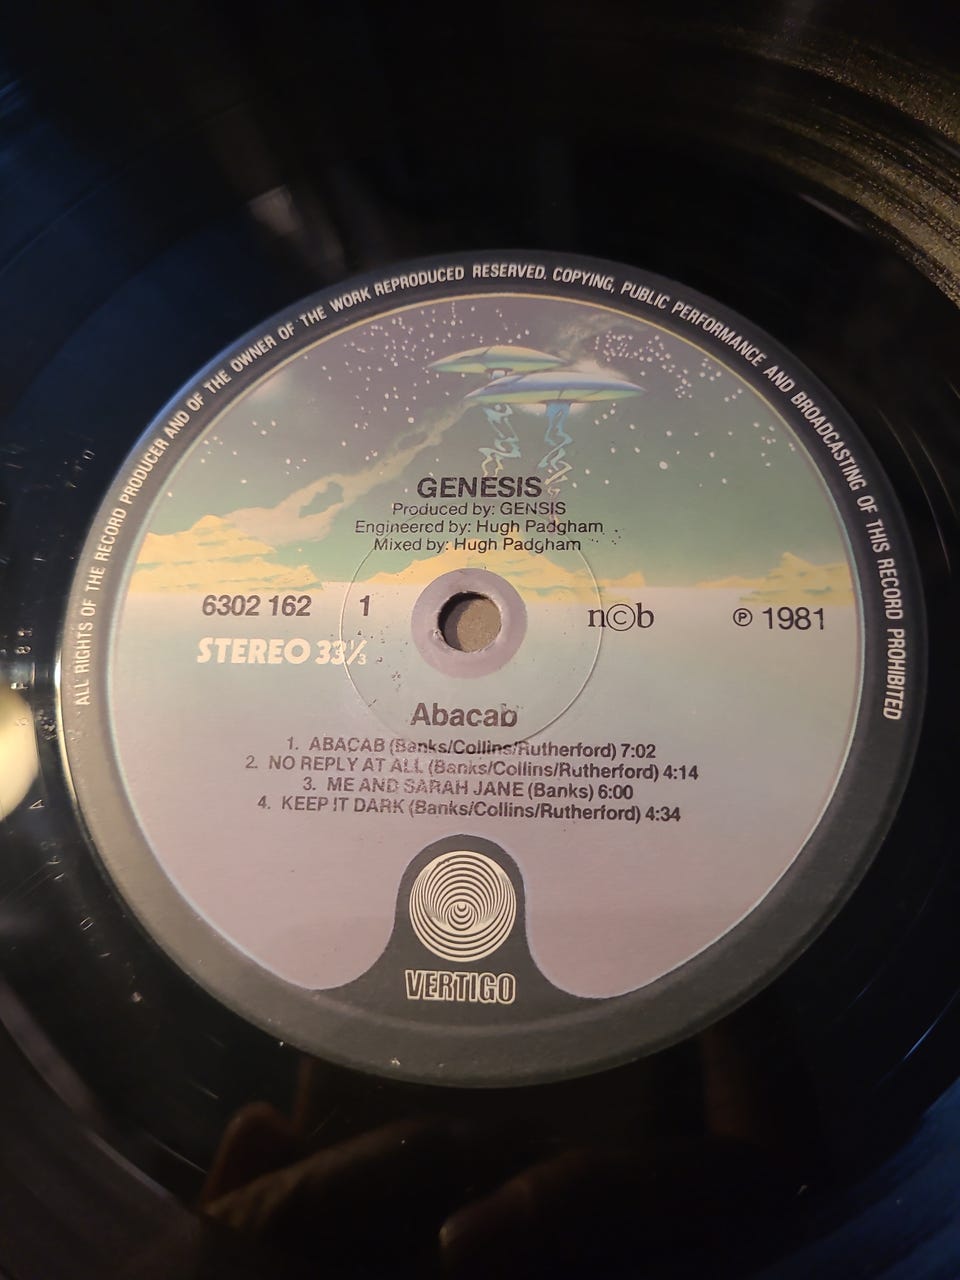 ALL RIGHTS OF THE RECORD PRODUCER AND OF THE OWNER OF THE WORK REPRODUCED RESERVED. COPYING, PUBLIC PERFORMANCE AND BROADCASTING OF THIS RECORD PROHIBITED
GENESIS
Produced by: GENSIS
Engineered by: Hugh Padgham
Mixed by: Hugh Padgham
6302 162 1
n©b
℗ 1981
STEREO 33⅓
Abacab
1. ABACAB (Banks/Collins/Rutherford) 7:02
2. NO REPLY AT ALL (Banks/Collins/Rutherford) 4:14
3. ME AND SARAH JANE (Banks) 6:00
4. KEEP IT DARK (Banks/Collins/Rutherford) 4:34
VERTIGO